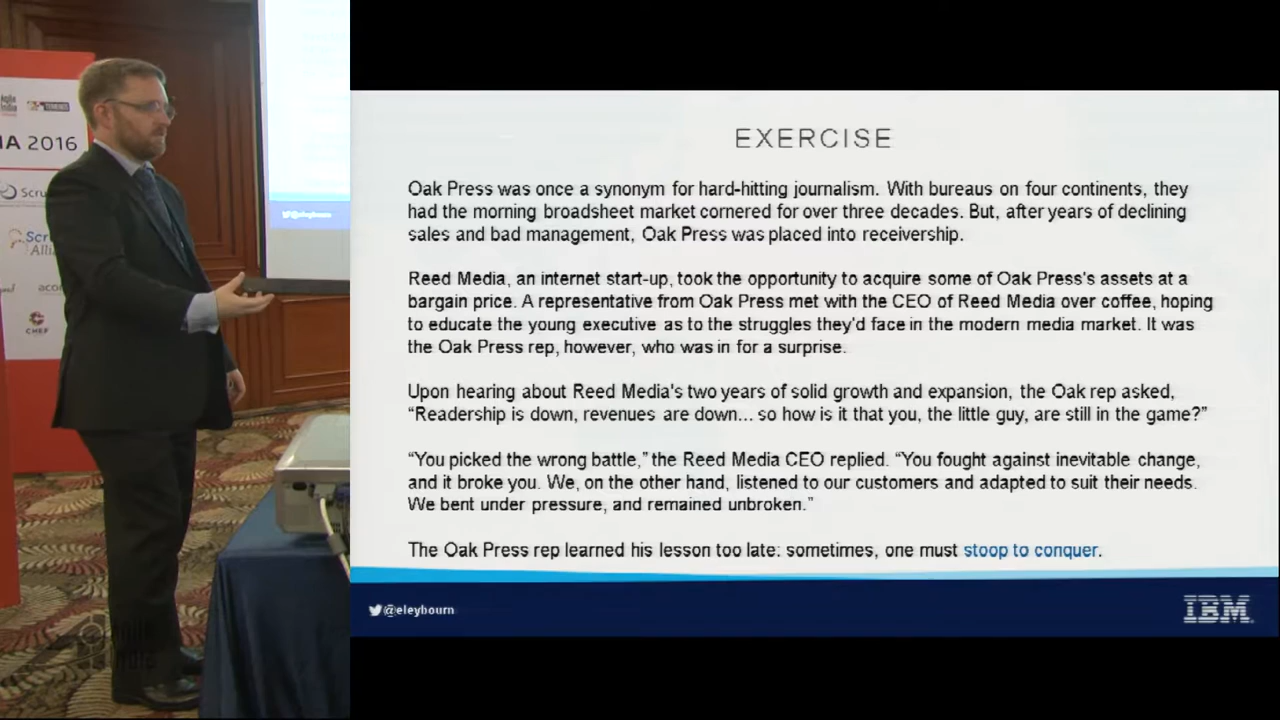 Agile
India
IA 2016
Scru
Scru
Allia
acor
CHEF
@eleybourn
EXERCISE
Oak Press was once a synonym for hard-hitting journalism. With bureaus on four continents, they
had the morning broadsheet market cornered for over three decades. But, after years of declining
sales and bad management, Oak Press was placed into receivership.
Reed Media, an internet start-up, took the opportunity to acquire some of Oak Press's assets at a
bargain price. A representative from Oak Press met with the CEO of Reed Media over coffee, hoping
to educate the young executive as to the struggles they'd face in the modern media market. It was
the Oak Press rep, however, who was in for a surprise.
Upon hearing about Reed Media's two years of solid growth and expansion, the Oak rep asked,
“Readership is down, revenues are down... so how is it that you, the little guy, are still in the game?”
“You picked the wrong battle,” the Reed Media CEO replied. “You fought against inevitable change,
and it broke you. We, on the other hand, listened to our customers and adapted to suit their needs.
We bent under pressure, and remained unbroken.”
The Oak Press rep learned his lesson too late: sometimes, one must stoop to conquer.
@eleybourn
IBM